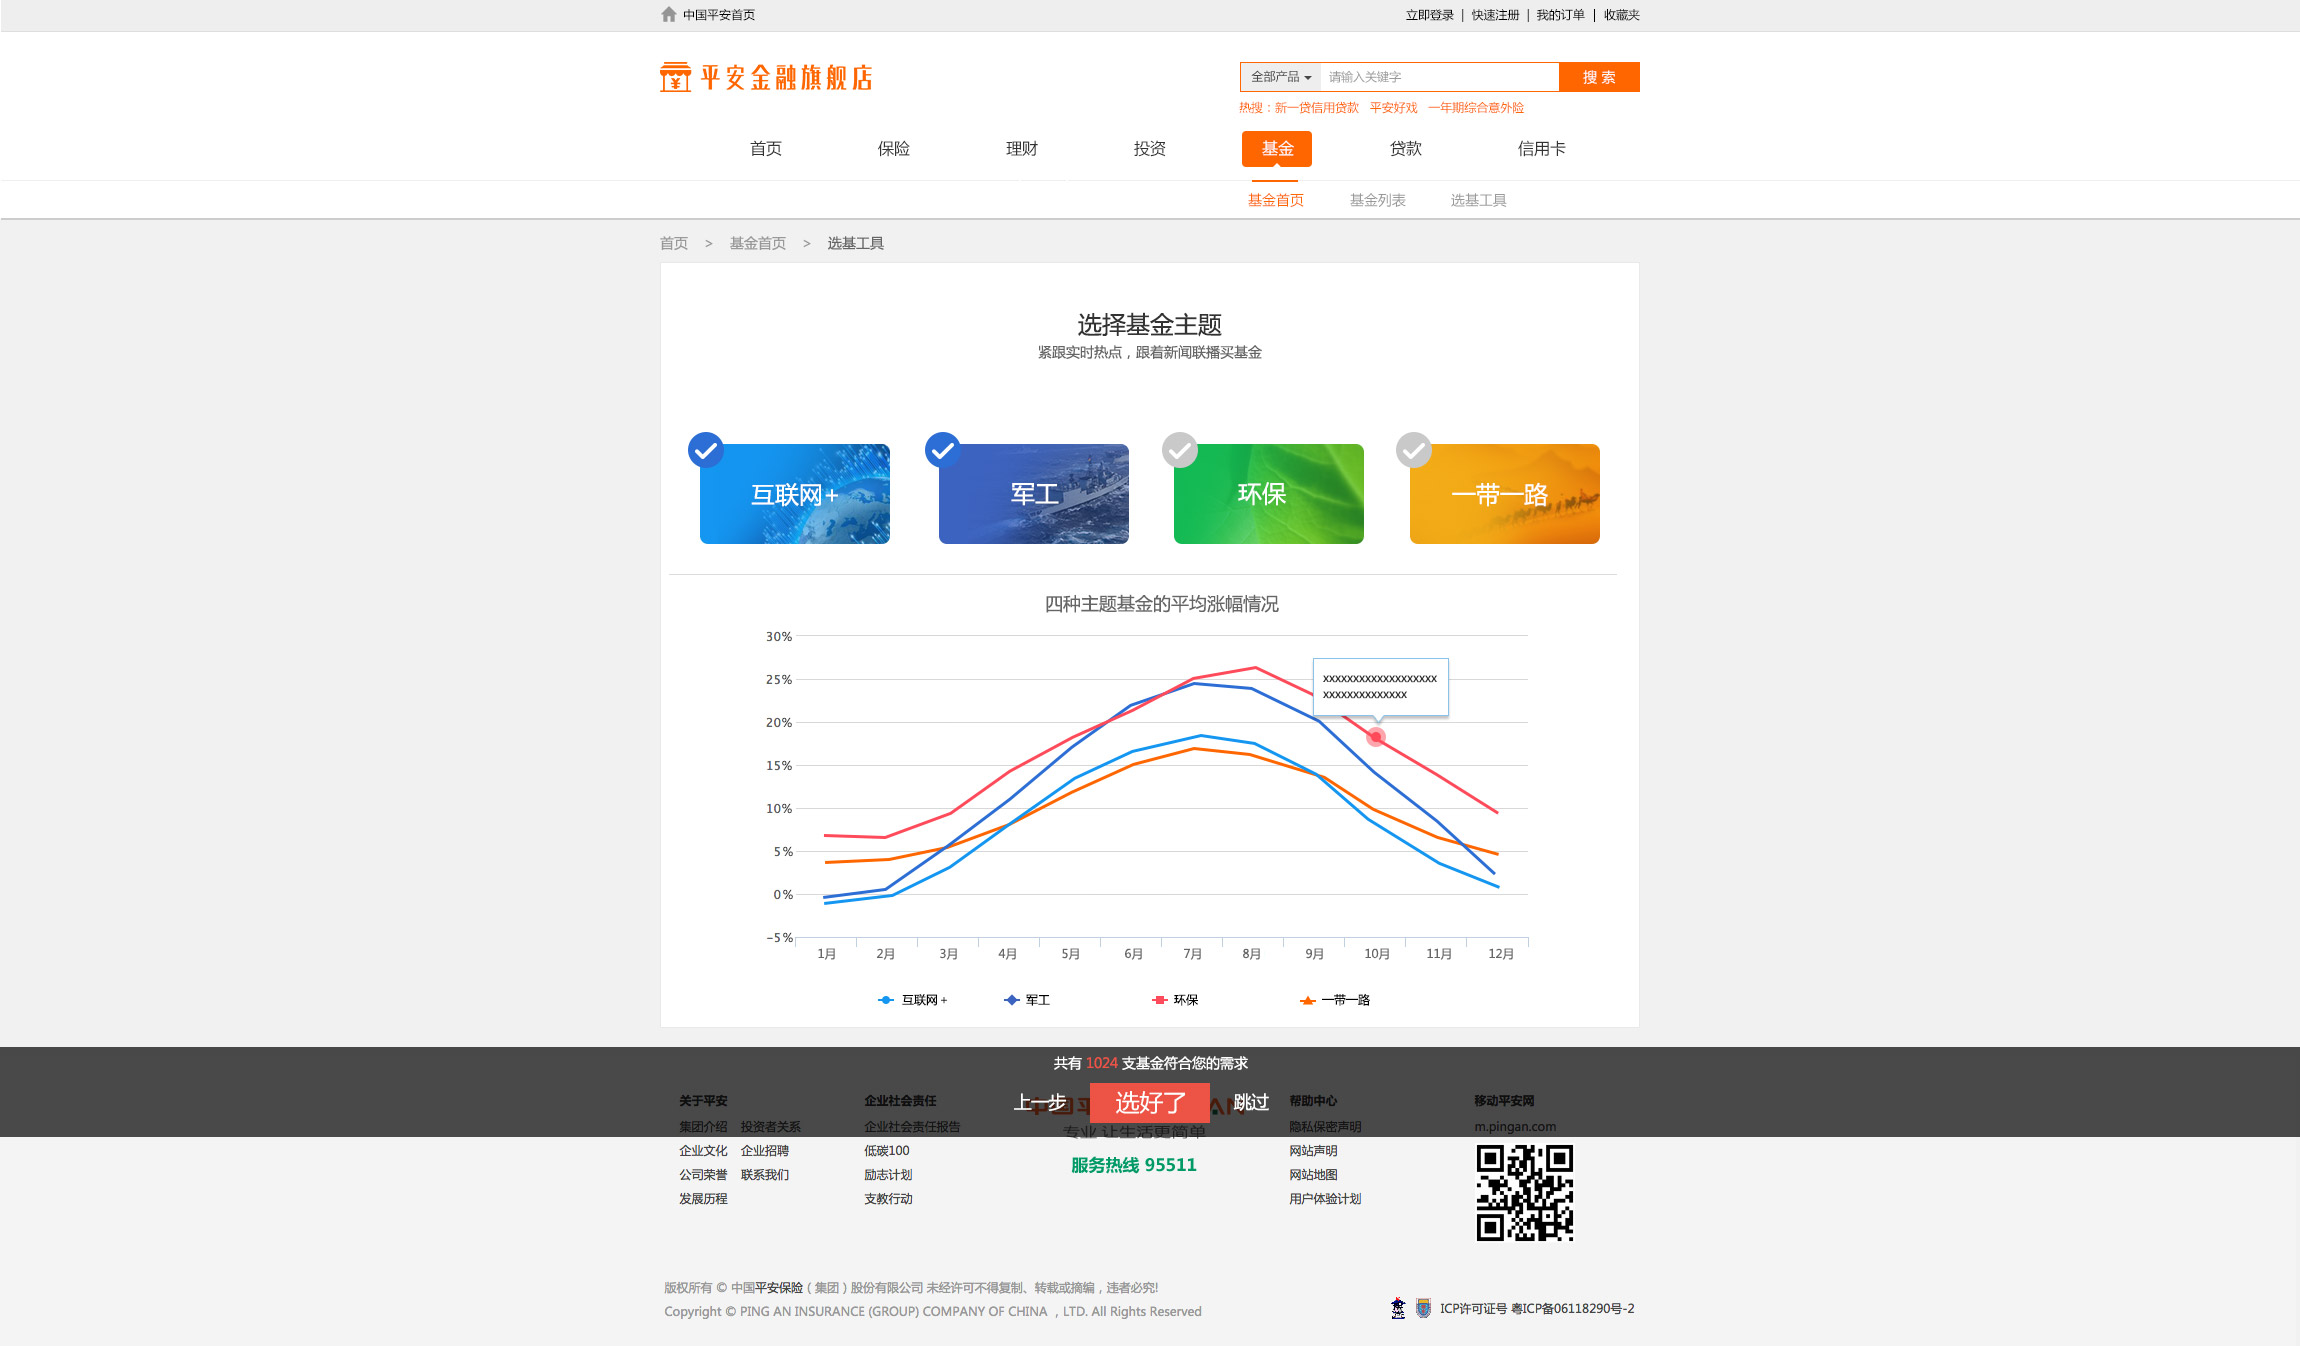 中国平安首页
立即登录 | 快速注册 | 我的订单 | 收藏夹
平安金融旗舰店
全部产品 请输入关键字 搜 索
热搜：新一贷信用贷款 平安好戏 一年期综合意外险
首页 保险 理财 投资 基金 贷款 信用卡
基金首页 基金列表 选基工具
首页 > 基金首页 > 选基工具
选择基金主题
紧跟实时热点，跟着新闻联播买基金
互联网+ 军工 环保 一带一路
四种主题基金的平均涨幅情况
30%
25%
xxxxxxxxxxxxxxxxxxx
xxxxxxxxxxxxxx
20%
15%
10%
5%
0%
-5%
1月 2月 3月 4月 5月 6月 7月 8月 9月 10月 11月 12月
互联网+ 军工 环保 一带一路
共有 1024 支基金符合您的需求
上一步 选好了 跳过
关于平安 企业社会责任 帮助中心 移动平安网
集团介绍 投资者关系 企业社会责任报告 隐私保密声明 m.pingan.com
专业 让生活更简单
企业文化 企业招聘 低碳100 网站声明
服务热线 95511
公司荣誉 联系我们 励志计划 网站地图
发展历程 支教行动 用户体验计划
版权所有 © 中国平安保险（集团）股份有限公司 未经许可不得复制、转载或摘编，违者必究!
Copyright © PING AN INSURANCE (GROUP) COMPANY OF CHINA ，LTD. All Rights Reserved
ICP许可证号 粤ICP备06118290号-2